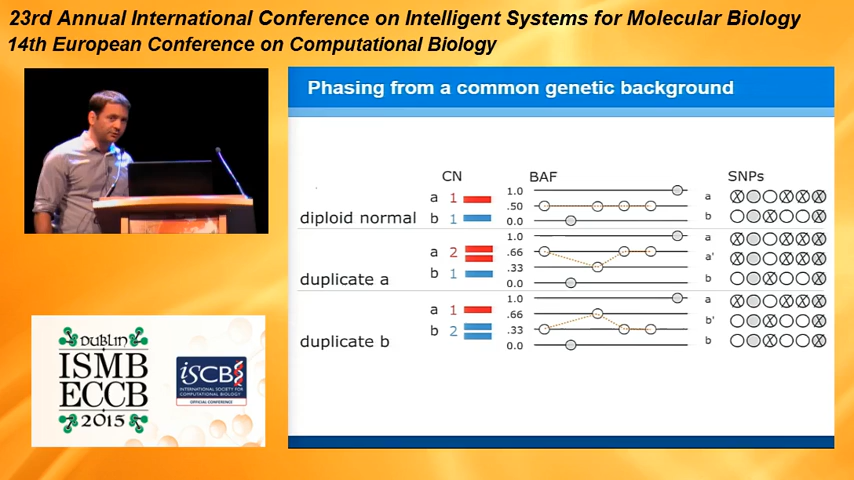 23rd Annual International Conference on Intelligent Systems for Molecular Biology
14th European Conference on Computational Biology
Phasing from a common genetic background
CN BAF SNPs
diploid normal
a 1
b 1
1.0
.50
0.0
a
b
duplicate a
a 2
b 1
1.0
.66
.33
0.0
a
a'
b
duplicate b
a 1
b 2
1.0
.66
.33
0.0
a
b'
b
DUBLIN
ISMB
ECCB
2015
ISCB
INTERNATIONAL SOCIETY FOR
COMPUTATIONAL BIOLOGY
OFFICIAL CONFERENCE